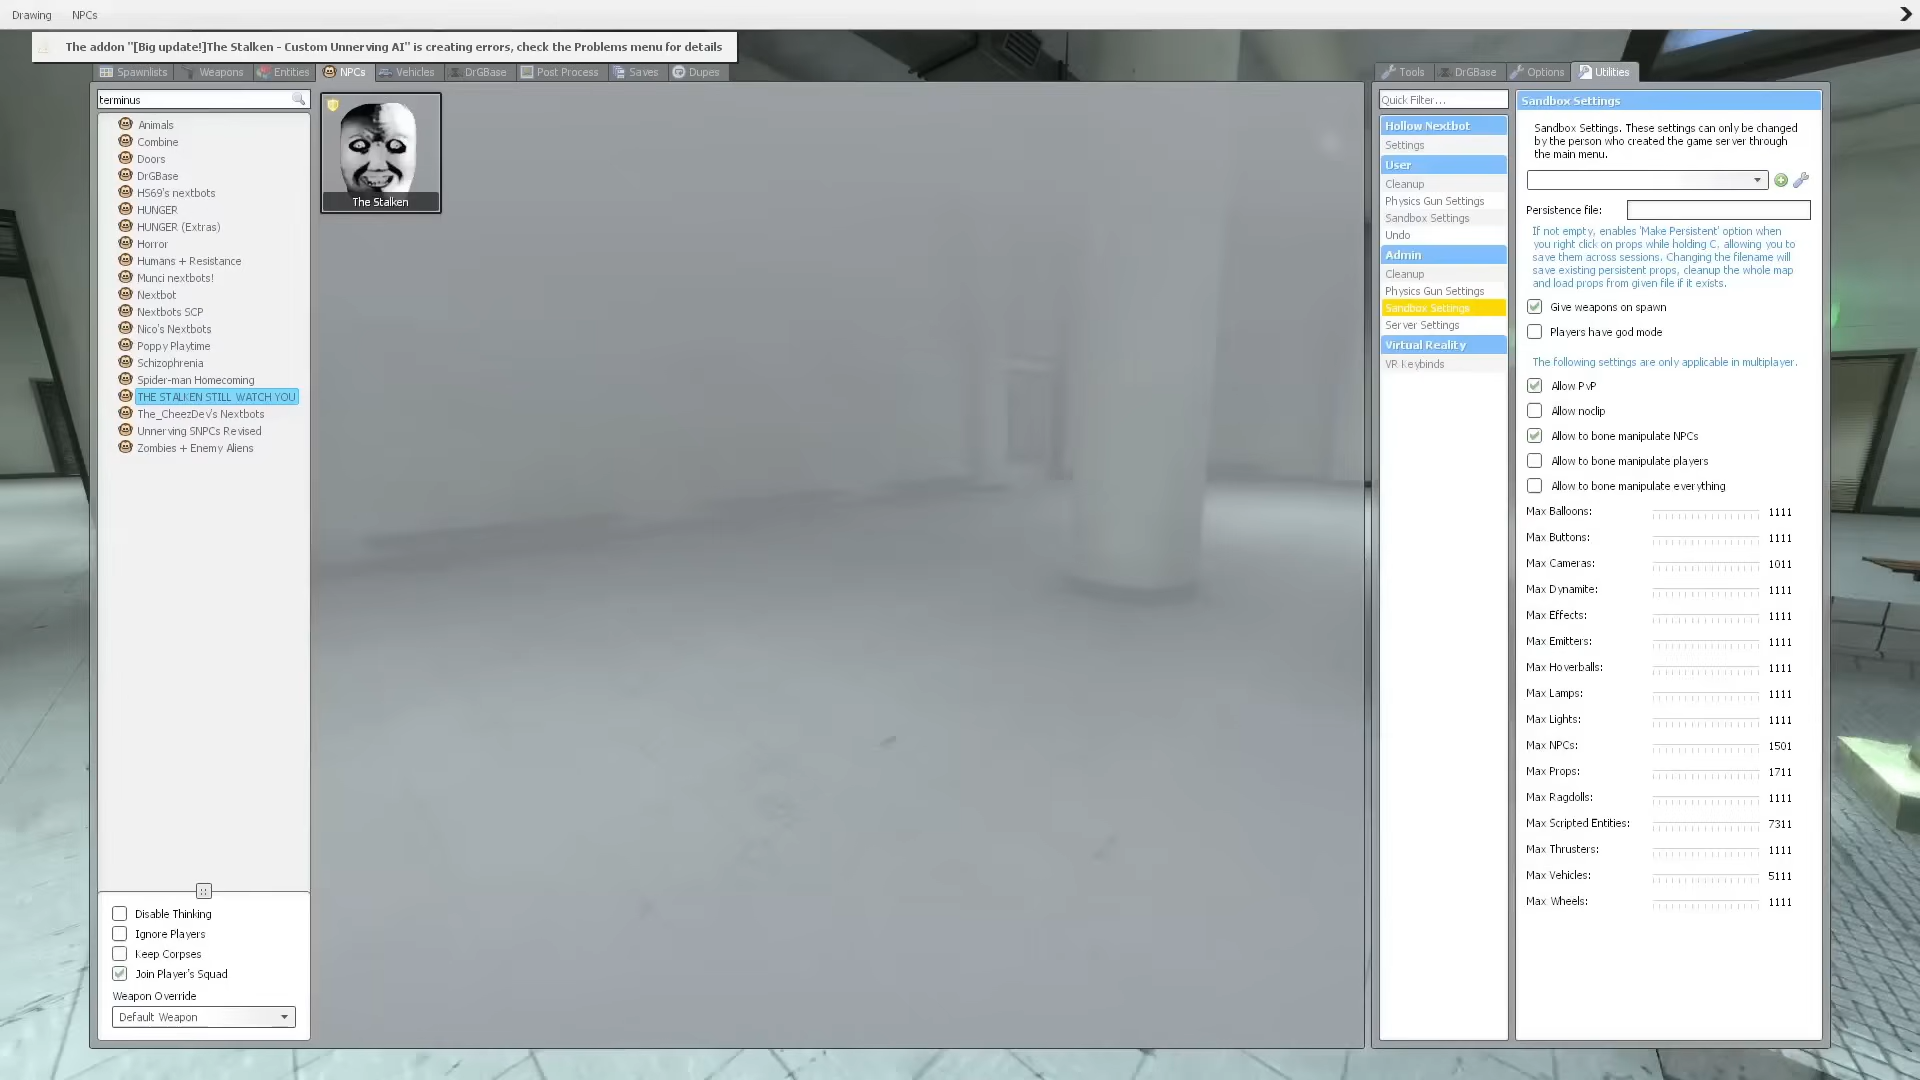 Drawing NPCs
The addon "[Big update!]The Stalken - Custom Unnerving AI" is creating errors, check the Problems menu for details
Spawnlists Weapons Entities NPCs Vehicles DrGBase Post Process Saves Dupes
terminus
Animals
Combine
Doors
DrGBase
HS69's nextbots
HUNGER
HUNGER (Extras)
Horror
Humans + Resistance
Munci nextbots!
Nextbot
Nextbots SCP
Nico's Nextbots
Poppy Playtime
Schizophrenia
Spider-man Homecoming
THE STALKEN STILL WATCH YOU
The_CheezDev's Nextbots
Unnerving SNPCs Revised
Zombies + Enemy Aliens
Disable Thinking
Ignore Players
Keep Corpses
Join Player's Squad
Weapon Override
Default Weapon
The Stalken
Tools DrGBase Options Utilities
Quick Filter...
Hollow Nextbot
Settings
User
Cleanup
Physics Gun Settings
Sandbox Settings
Undo
Admin
Cleanup
Physics Gun Settings
Sandbox Settings
Server Settings
Virtual Reality
VR Keybinds
Sandbox Settings
Sandbox Settings. These settings can only be changed
by the person who created the game server through
the main menu.
Persistence file:
If not empty, enables 'Make Persistent' option when
you right click on props while holding C, allowing you to
save them across sessions. Changing the filename will
save existing persistent props, cleanup the whole map
and load props from given file if it exists.
Give weapons on spawn
Players have god mode
The following settings are only applicable in multiplayer.
Allow PvP
Allow noclip
Allow to bone manipulate NPCs
Allow to bone manipulate players
Allow to bone manipulate everything
Max Balloons: 1111
Max Buttons: 1111
Max Cameras: 1011
Max Dynamite: 1111
Max Effects: 1111
Max Emitters: 1111
Max Hoverballs: 1111
Max Lamps: 1111
Max Lights: 1111
Max NPCs: 1501
Max Props: 1711
Max Ragdolls: 1111
Max Scripted Entities: 7311
Max Thrusters: 1111
Max Vehicles: 5111
Max Wheels: 1111